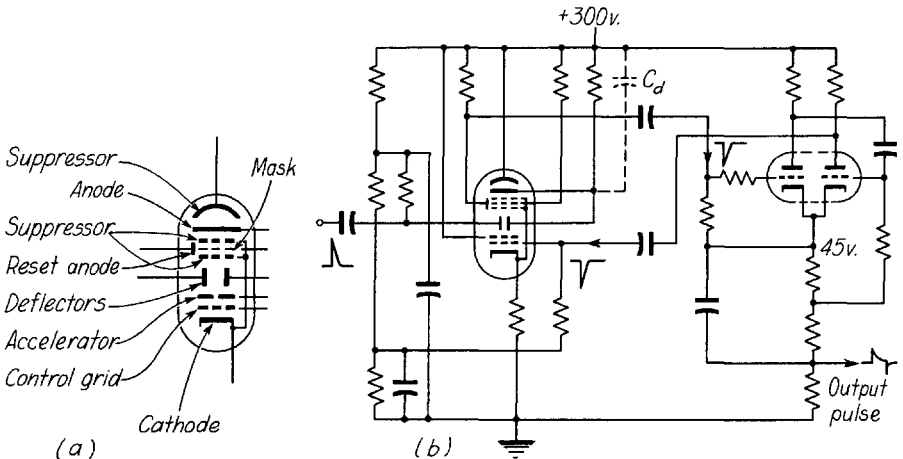 +300v.
C_d
Suppressor
Mask
Anode
Suppressor
Reset anode
Deflectors
Accelerator
Control grid
Cathode
45v.
Output
pulse
(a)
(b)